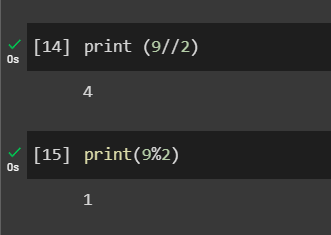 [14] print (9//2)
0s
4
[15] print(9%2)
0s
1